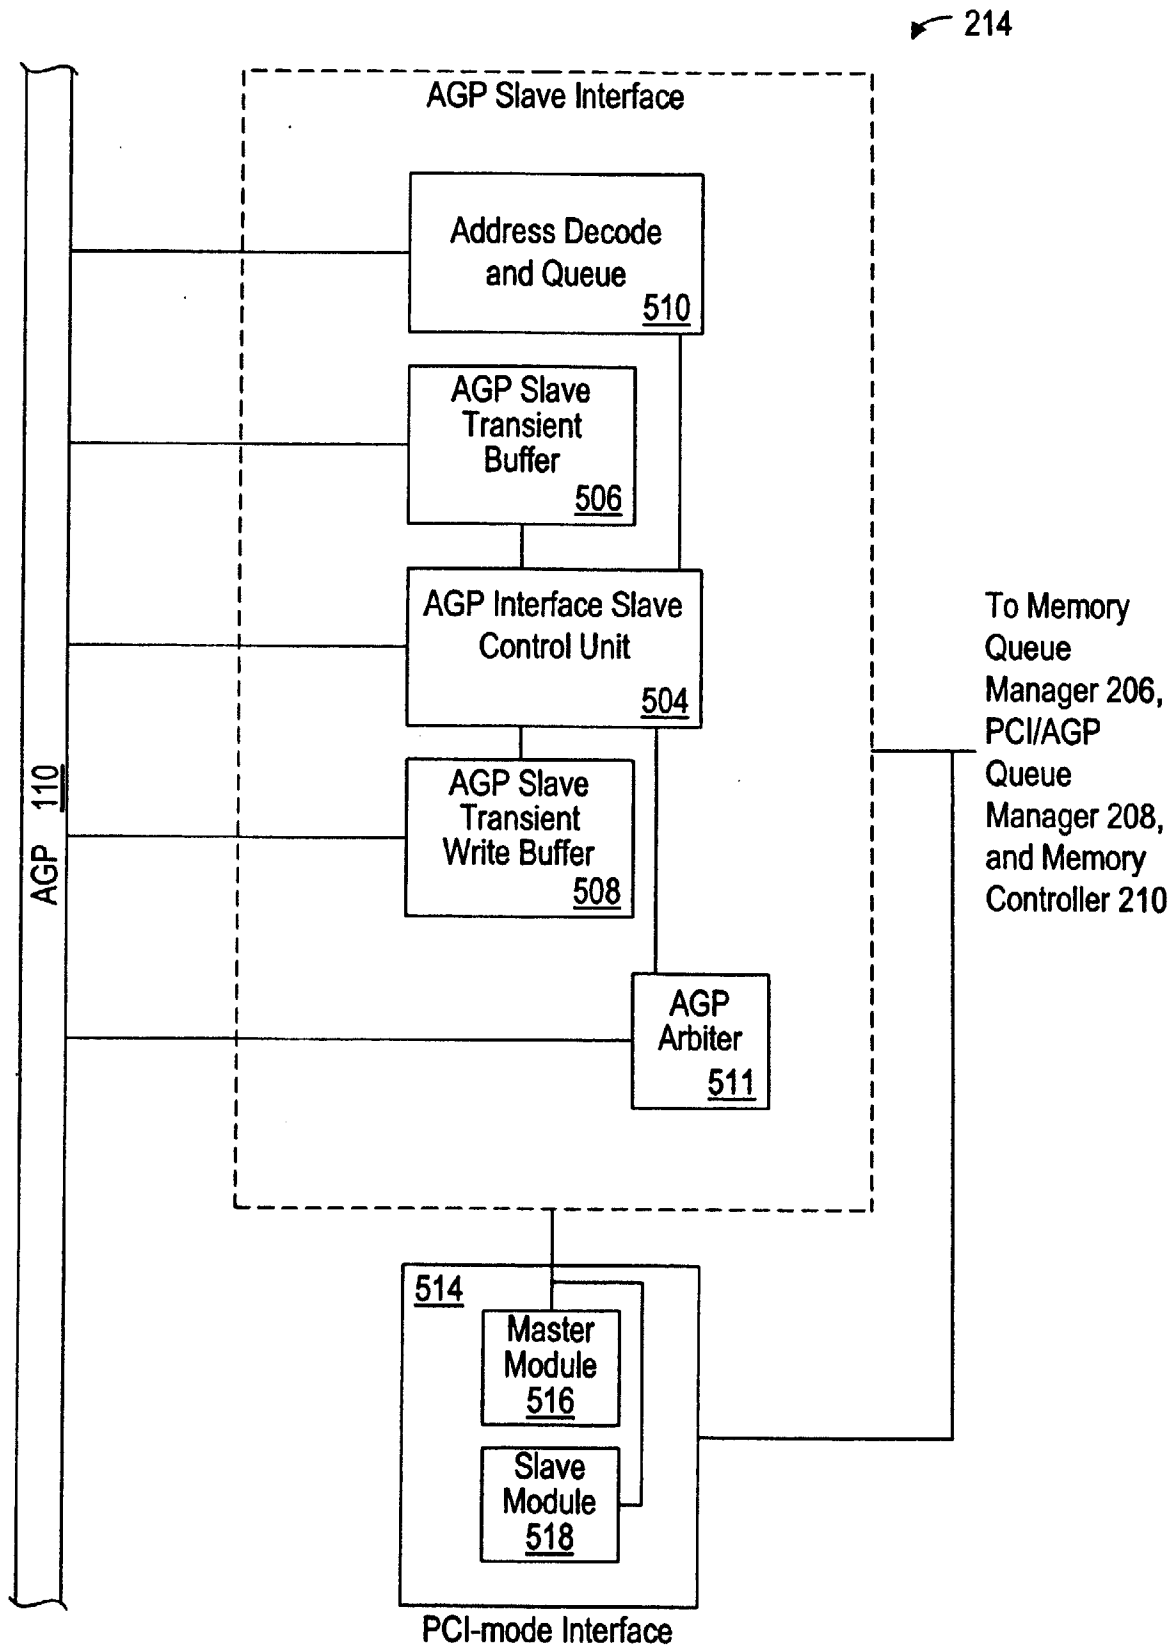 214
AGP Slave Interface
Address Decode
and Queue
510
AGP Slave
Transient
Buffer
506
AGP Interface Slave
Control Unit
504
AGP Slave
Transient
Write Buffer
508
AGP
Arbiter
511
AGP 110
To Memory
Queue
Manager 206,
PCI/AGP
Queue
Manager 208,
and Memory
Controller 210
514
Master
Module
516
Slave
Module
518
PCI-mode Interface